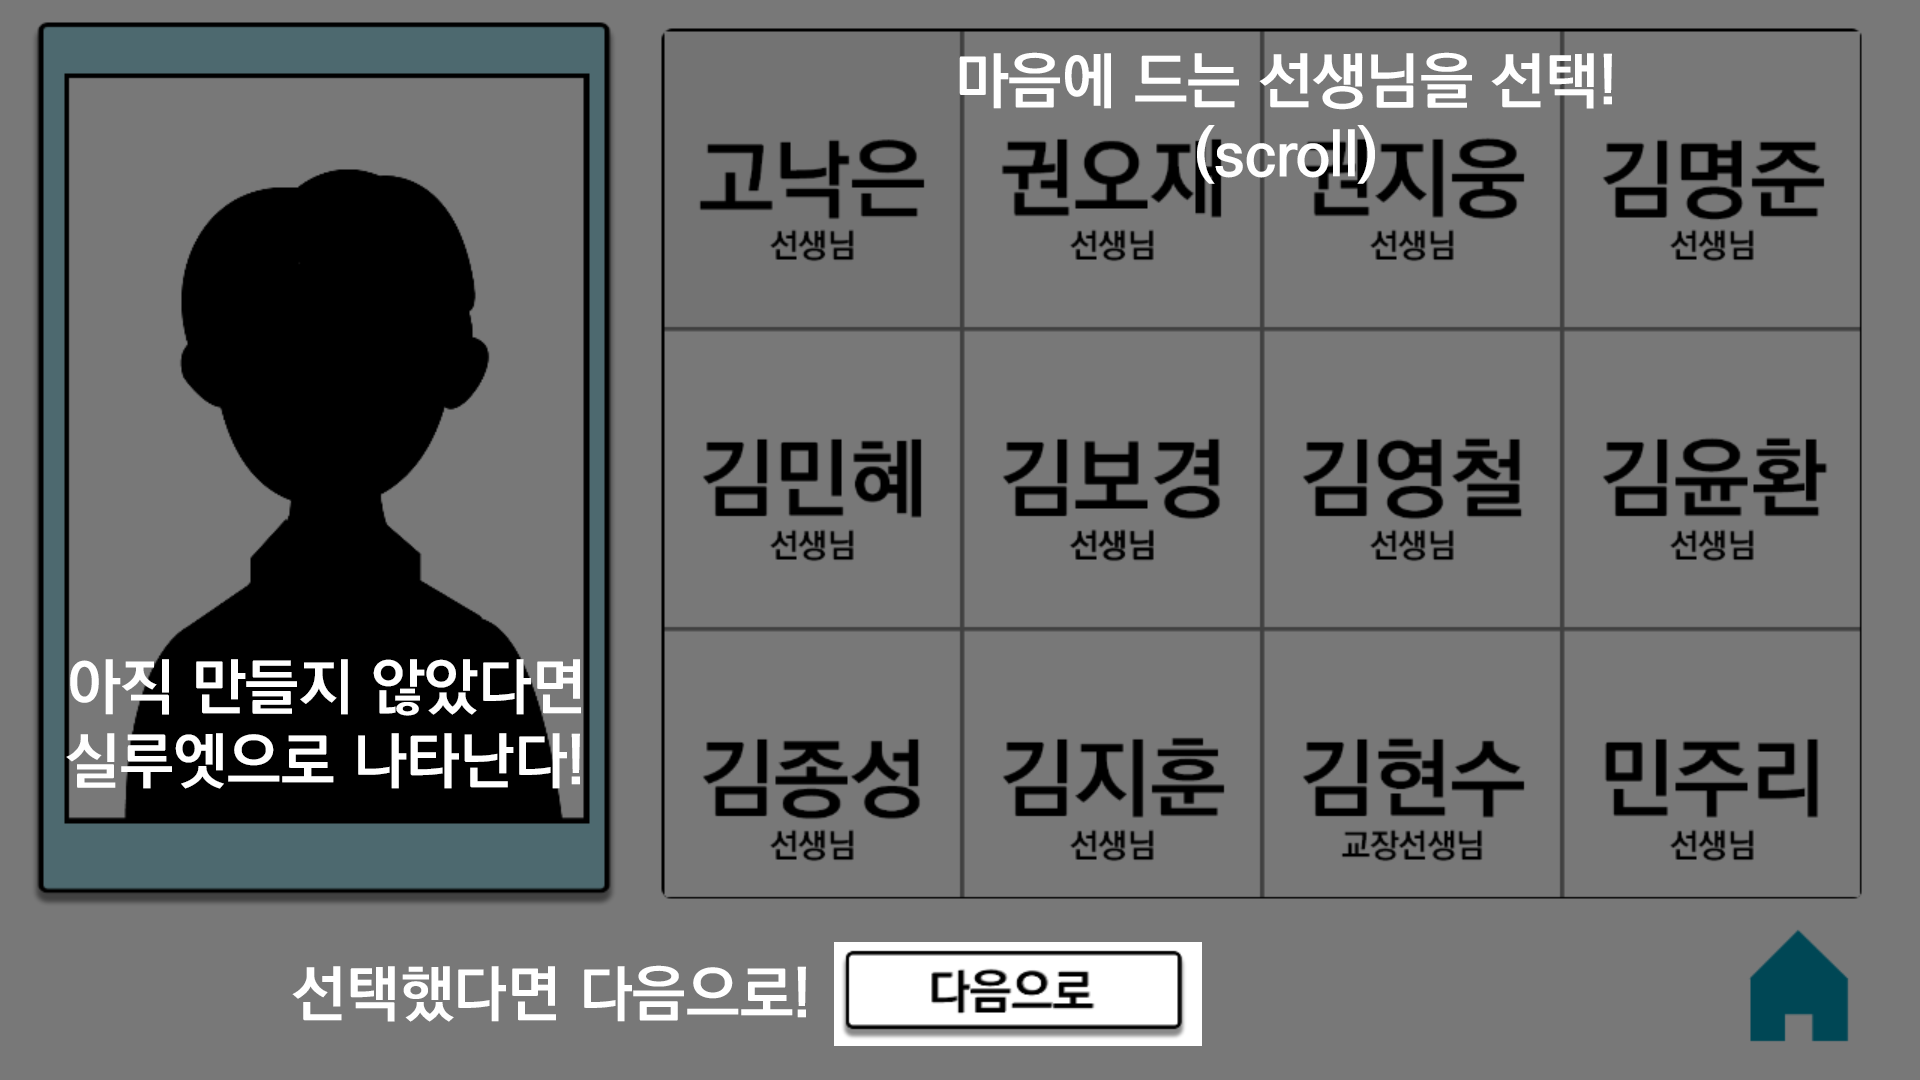 마음에 드는 선생님을 선택!
(scroll)
고낙은 권오재 지웅 김명준
선생님 선생님 선생님 선생님
김민혜 김보경 김영철 김윤환
선생님 선생님 선생님 선생님
김종성 김지훈 김현수 민주리
선생님 선생님 교장선생님 선생님
아직 만들지 않았다면
실루엣으로 나타난다!
선택했다면 다음으로!
다음으로